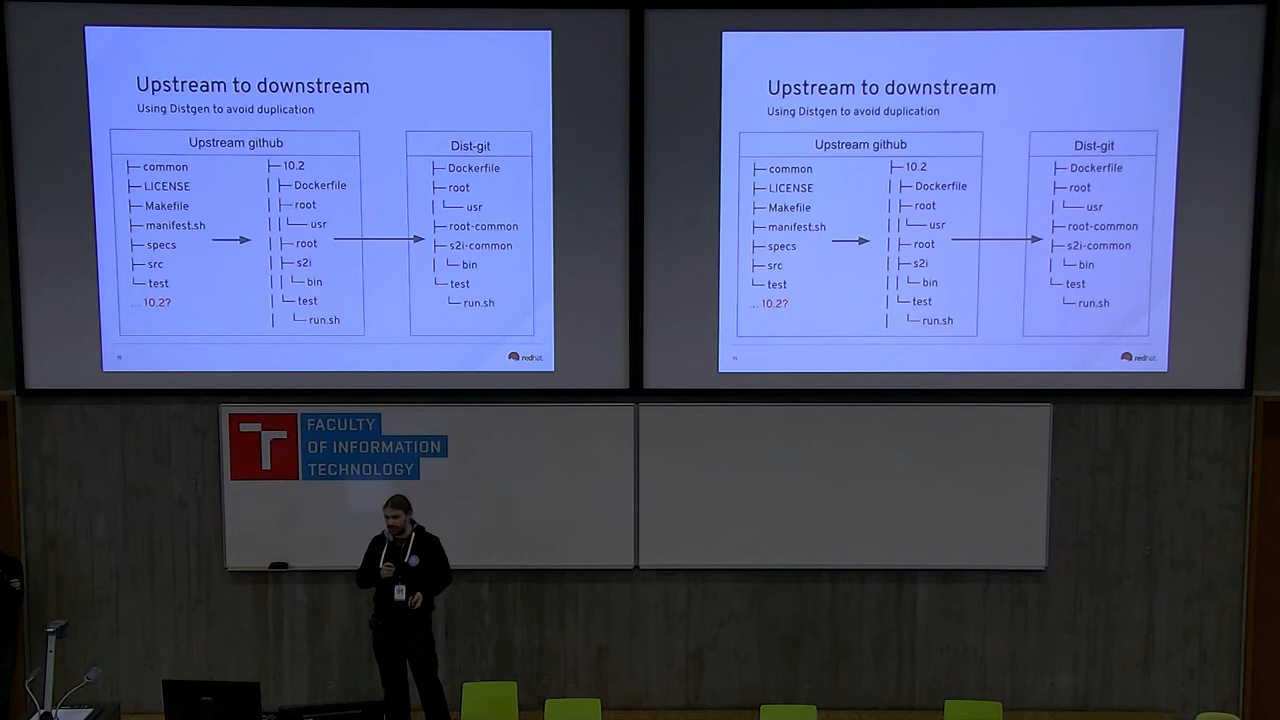 Upstream to downstream
Using Distgen to avoid duplication
Upstream github
common
LICENSE
Makefile
manifest.sh
specs
src
test
... 10.2?
10.2
Dockerfile
root
usr
root
s2i
bin
test
run.sh
Dist-git
Dockerfile
root
usr
root-common
s2i-common
bin
test
run.sh
15
redhat
Upstream to downstream
Using Distgen to avoid duplication
Upstream github
common
LICENSE
Makefile
manifest.sh
specs
src
test
... 10.2?
10.2
Dockerfile
root
usr
root
s2i
bin
test
run.sh
Dist-git
Dockerfile
root
usr
root-common
s2i-common
bin
test
run.sh
15
redhat
FACULTY
OF INFORMATION
TECHNOLOGY